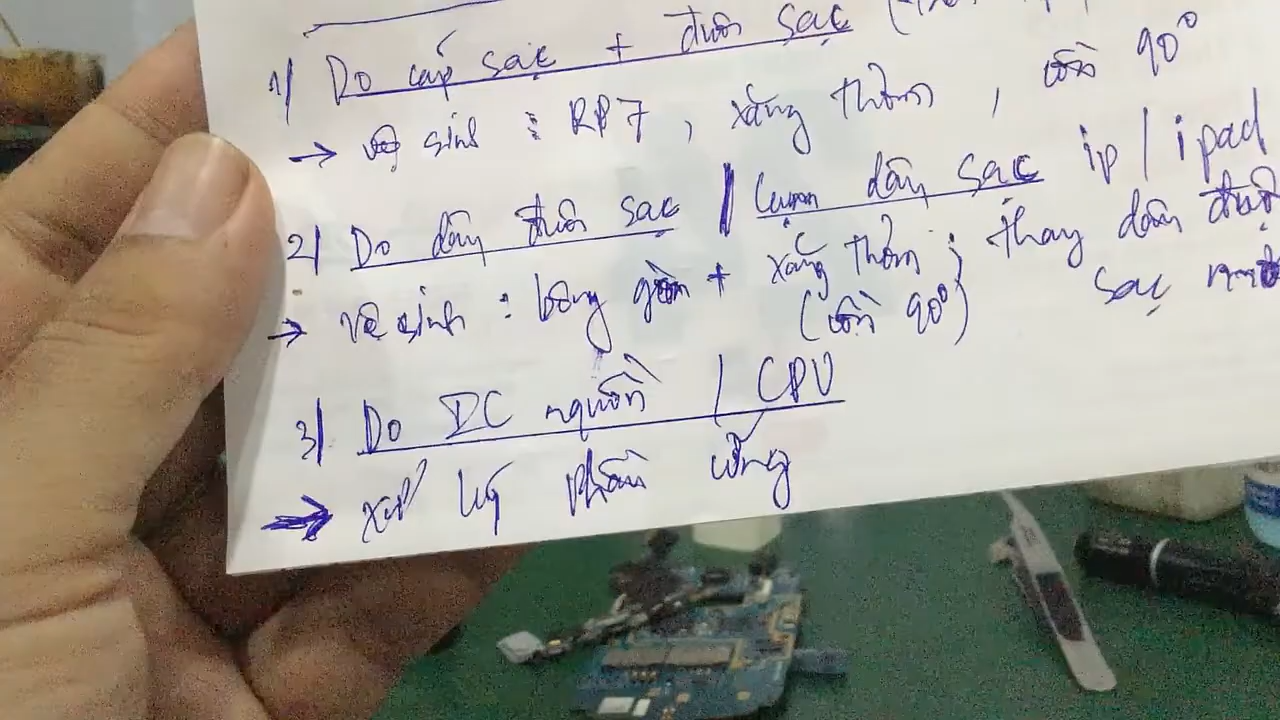 1/ Do cáp sạc + đuôi sạc
→ vệ sinh : RP7, xăng thơm, cồn 90°
2/ Do dây đuôi sạc / cụm dây sạc ip / ipad
→ Vệ sinh : bông gòn + xăng thơm ; thay dây đuôi
(cồn 90°) sạc mới
3/ Do IC nguồn / CPU
→ xử lý phần cứng